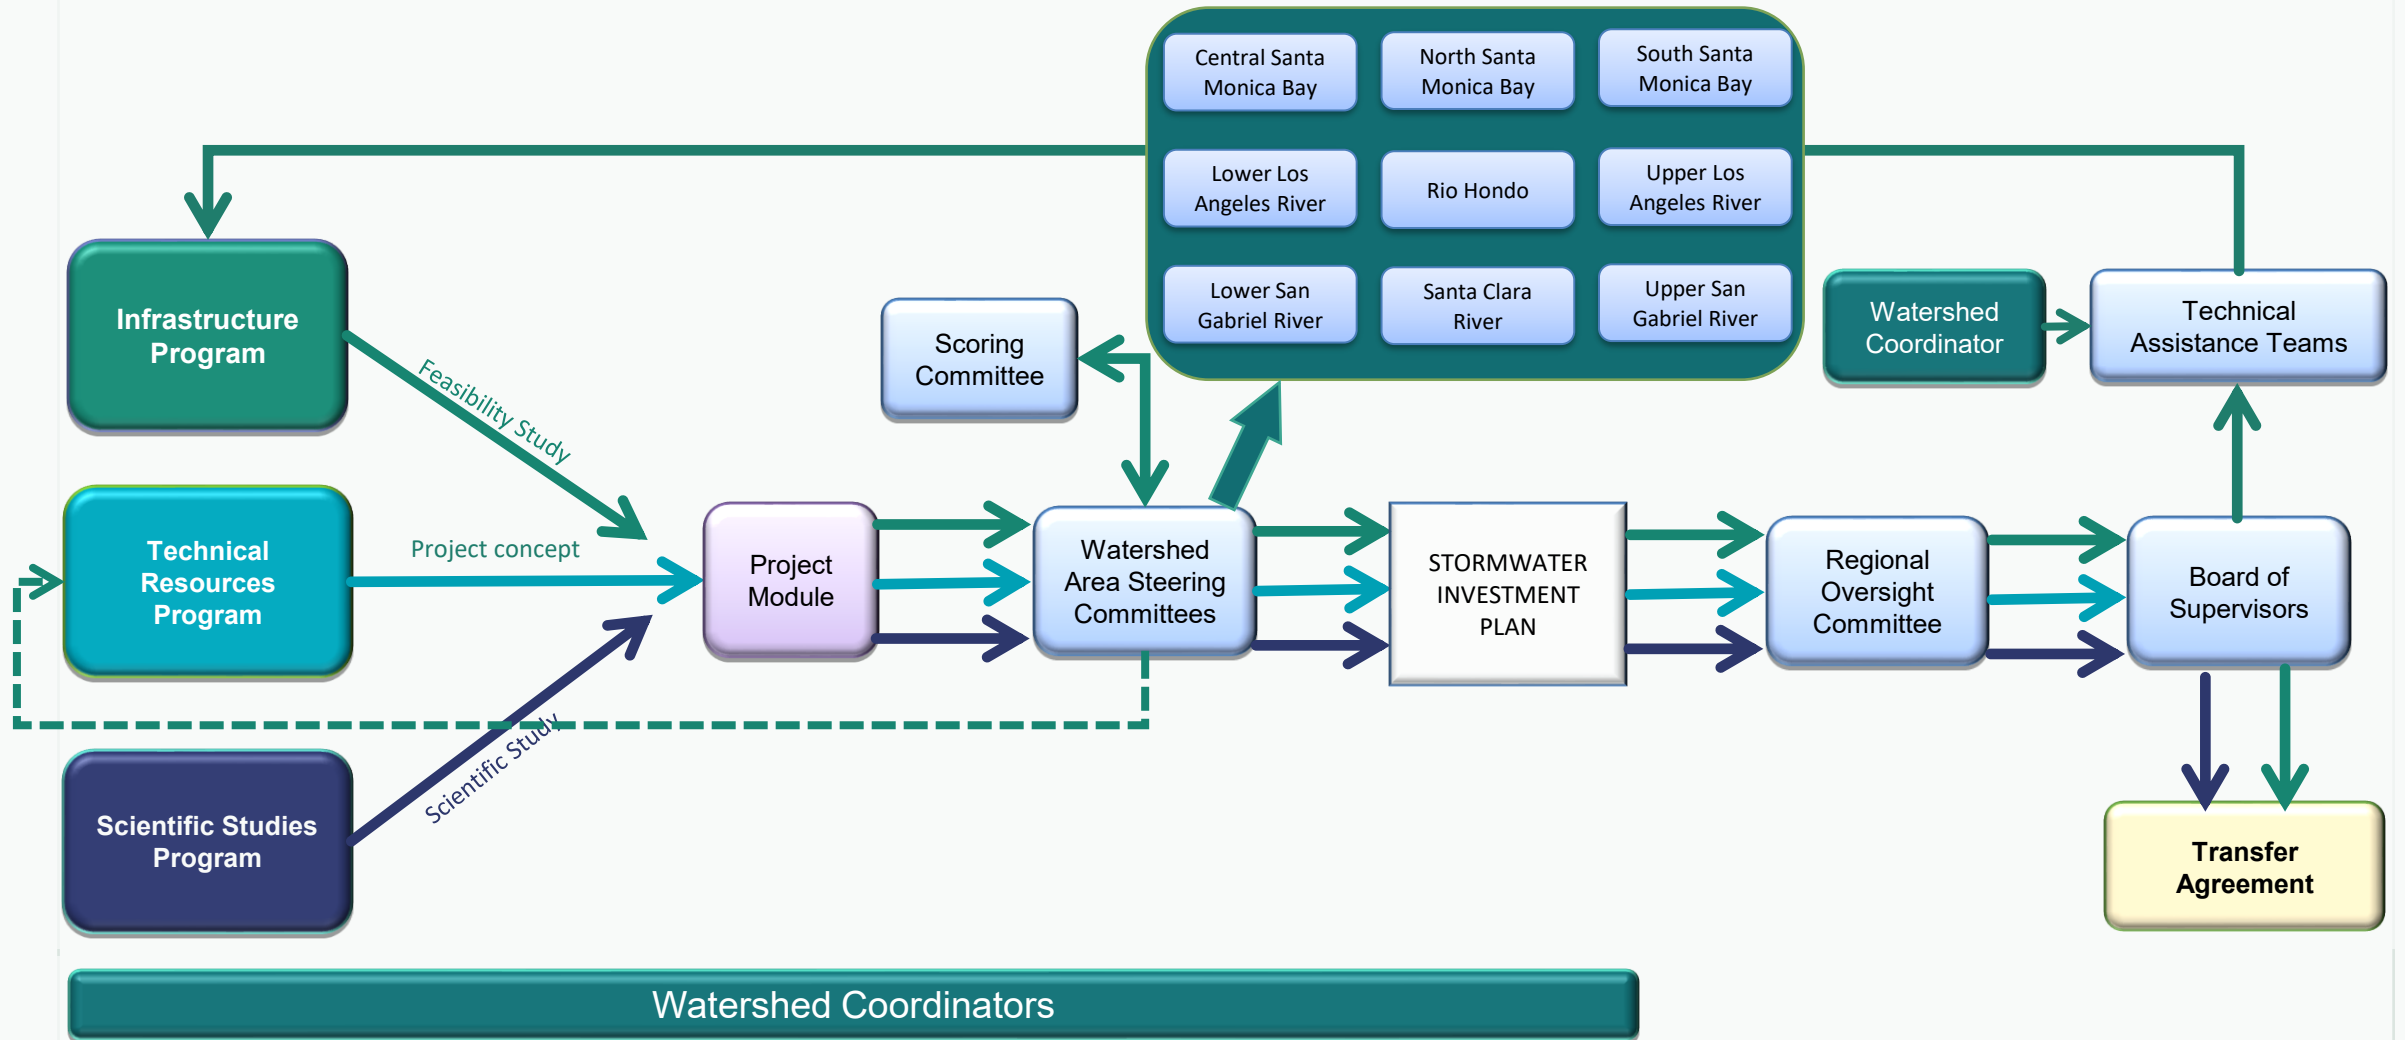 Central Santa
Monica Bay
North Santa
Monica Bay
South Santa
Monica Bay
Lower Los
Angeles River
Rio Hondo
Upper Los
Angeles River
Lower San
Gabriel River
Santa Clara
River
Upper San
Gabriel River
Infrastructure
Program
Feasibility Study
Scoring
Committee
Watershed
Coordinator
Technical
Assistance Teams
Technical
Resources
Program
Project concept
Project
Module
Watershed
Area Steering
Committees
STORMWATER
INVESTMENT
PLAN
Regional
Oversight
Committee
Board of
Supervisors
Scientific Studies
Program
Scientific Study
Transfer
Agreement
Watershed Coordinators